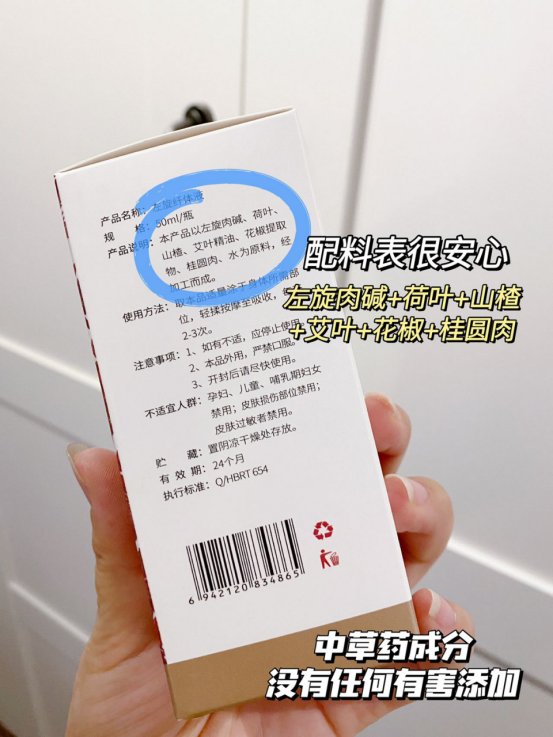 产品名称：左旋纤体液
规　　格：50ml/瓶
产品说明：本产品以左旋肉碱、荷叶、
山楂、艾叶精油、花椒提取
物、桂圆肉、水为原料，经
加工而成。
使用方法：取本品适量涂于身体所需部
位，轻揉按摩至吸收，每
2-3次。
注意事项：1、如有不适，应停止使用
2、本品外用，严禁口服。
3、开封后请尽快使用。
不适宜人群：孕妇、儿童、哺乳期妇女
禁用；皮肤损伤部位禁用；
皮肤过敏者禁用。
贮　　藏：置阴凉干燥处存放。
有 效 期：24个月
执行标准：Q/HBRT 654
6 942120 834865
配料表很安心
左旋肉碱+荷叶+山楂
+艾叶+花椒+桂圆肉
中草药成分
没有任何有害添加